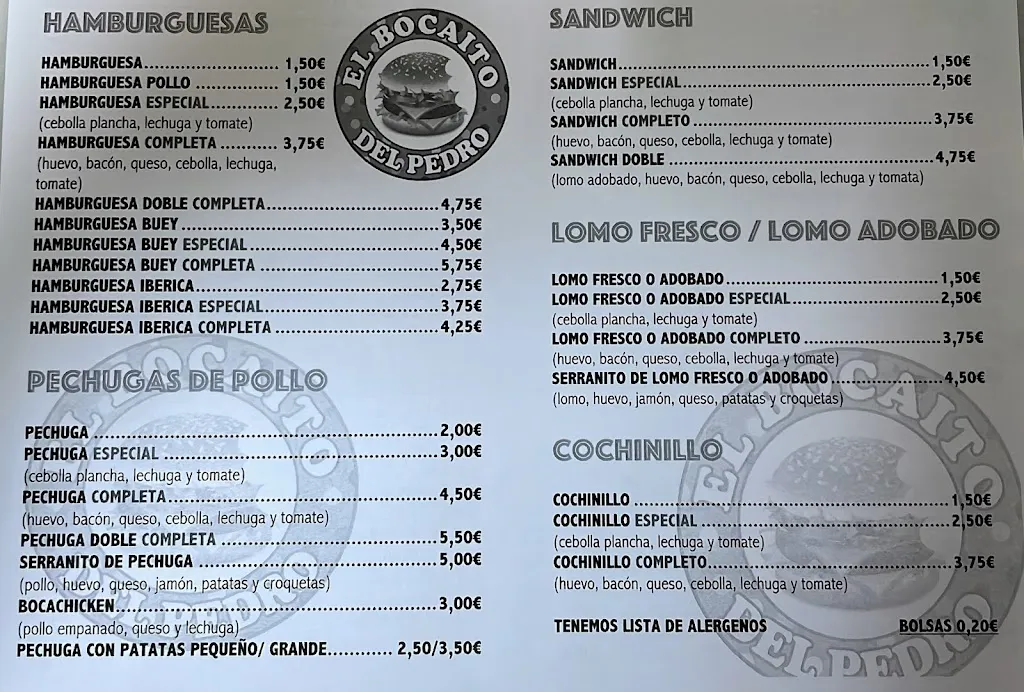 HAMBURGUESAS
HAMBURGUESA............................ 1,50€
HAMBURGUESA POLLO ................. 1,50€
HAMBURGUESA ESPECIAL.............. 2,50€
(cebolla plancha, lechuga y tomate)
HAMBURGUESA COMPLETA ........... 3,75€
(huevo, bacón, queso, cebolla, lechuga,
tomate)
HAMBURGUESA DOBLE COMPLETA...................................4,75€
HAMBURGUESA BUEY....................................................3,50€
HAMBURGUESA BUEY ESPECIAL......................................4,50€
HAMBURGUESA BUEY COMPLETA ....................................5,75€
HAMBURGUESA IBERICA.................................................2,75€
HAMBURGUESA IBERICA ESPECIAL...................................3,75€
HAMBURGUESA IBERICA COMPLETA .................................4,25€
EL BOCAITO
DEL PEDRO
PECHUGAS DE POLLO
PECHUGA ....................................................................2,00€
PECHUGA ESPECIAL .......................................................3,00€
(cebolla plancha, lechuga y tomate)
PECHUGA COMPLETA......................................................4,50€
(huevo, bacón, queso, cebolla, lechuga y tomate)
PECHUGA DOBLE COMPLETA ...........................................5,50€
SERRANITO DE PECHUGA ................................................5,00€
(pollo, huevo, queso, jamón, patatas y croquetas)
BOCACHICKEN................................................................3,00€
(pollo empanado, queso y lechuga)
PECHUGA CON PATATAS PEQUEÑO/ GRANDE............ 2,50/3,50€
SANDWICH
SANDWICH...............................................................1,50€
SANDWICH ESPECIAL..................................................2,50€
(cebolla plancha, lechuga y tomate)
SANDWICH COMPLETO ................................................3,75€
(huevo, bacón, queso, cebolla, lechuga y tomate)
SANDWICH DOBLE .....................................................4,75€
(lomo adobado, huevo, bacón, queso, cebolla, lechuga y tomata)
LOMO FRESCO / LOMO ADOBADO
LOMO FRESCO O ADOBADO...........................................1,50€
LOMO FRESCO O ADOBADO ESPECIAL..............................2,50€
(cebolla plancha, lechuga y tomate)
LOMO FRESCO O ADOBADO COMPLETO ............................3,75€
(huevo, bacón, queso, cebolla, lechuga y tomate)
SERRANITO DE LOMO FRESCO O ADOBADO......................4,50€
(lomo, huevo, jamón, queso, patatas y croquetas)
COCHINILLO
COCHINILLO ..............................................................1,50€
COCHINILLO ESPECIAL .................................................2,50€
(cebolla plancha, lechuga y tomate)
COCHINILLO COMPLETO................................................3,75€
(huevo, bacón, queso, cebolla, lechuga y tomate)
TENEMOS LISTA DE ALERGENOS
BOLSAS 0,20€
EL BOCAITO
DEL PEDRO
EL BOCAITO
DEL PEDRO